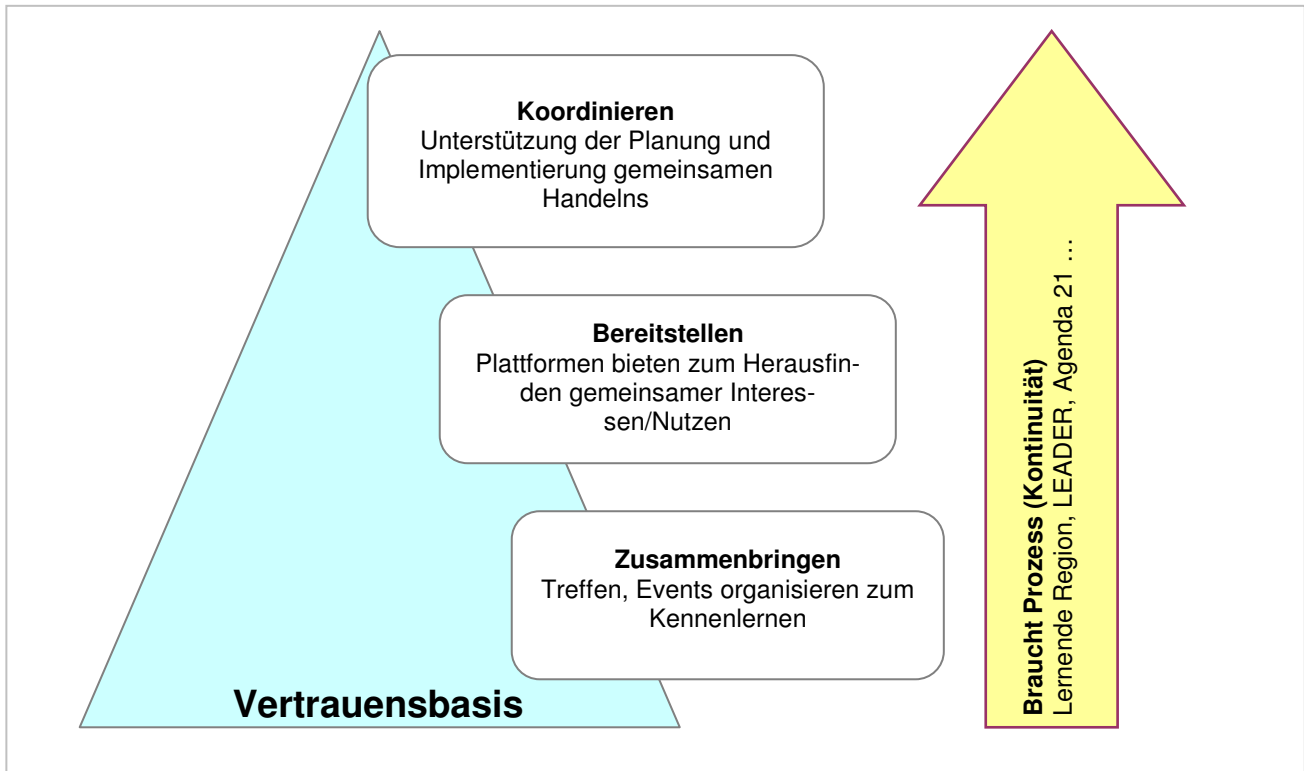 Koordinieren
Unterstützung der Planung und
Implementierung gemeinsamen
Handelns
Bereitstellen
Plattformen bieten zum Herausfin-
den gemeinsamer Interes-
sen/Nutzen
Zusammenbringen
Treffen, Events organisieren zum
Kennenlernen
Vertrauensbasis
Braucht Prozess (Kontinuität)
Lernende Region, LEADER, Agenda 21 …